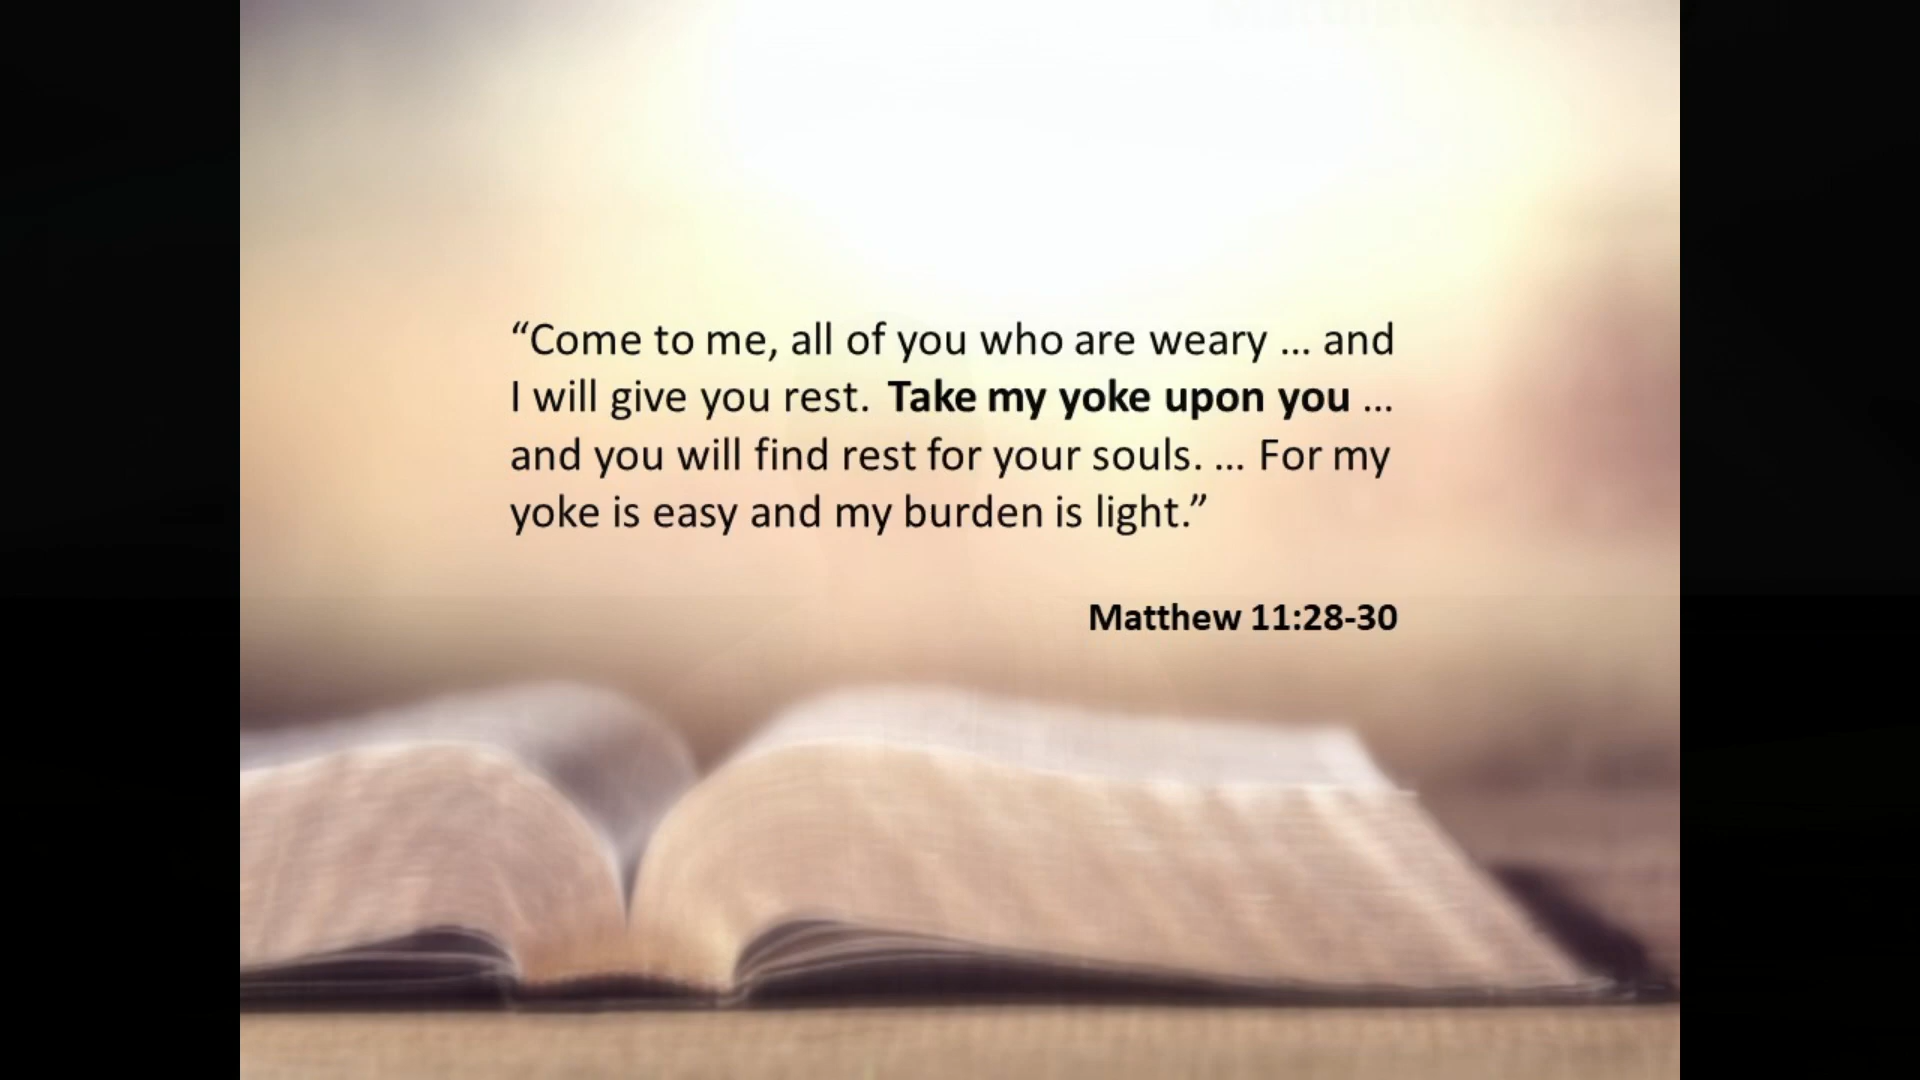 “Come to me, all of you who are weary ... and
I will give you rest. Take my yoke upon you ...
and you will find rest for your souls. ... For my
yoke is easy and my burden is light.”
Matthew 11:28-30